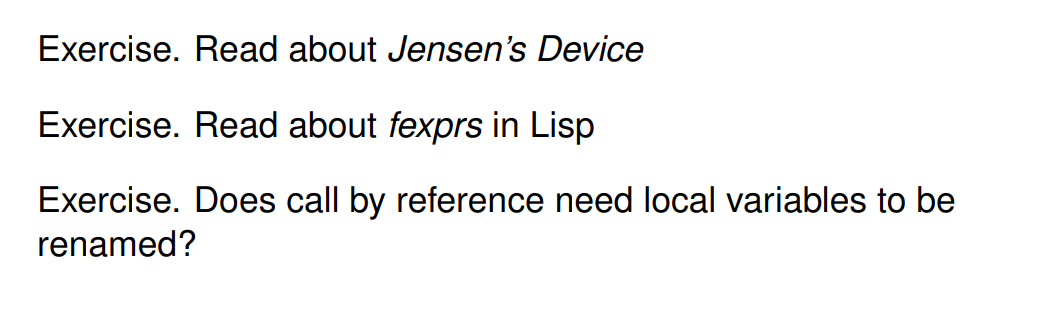 Exercise. Read about Jensen’s Device
Exercise. Read about fexprs in Lisp
Exercise. Does call by reference need local variables to be
renamed?